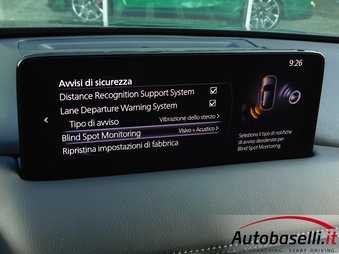 9:26
Avvisi di sicurezza
Distance Recognition Support System
Lane Departure Warning System
Tipo di avviso Vibrazione dello sterzo >
Blind Spot Monitoring Visivo + Acustico >
Ripristina impostazioni di fabbrica
Seleziona il tipo di notifiche
di avviso desiderate per
Blind Spot Monitoring
Autobaselli.it